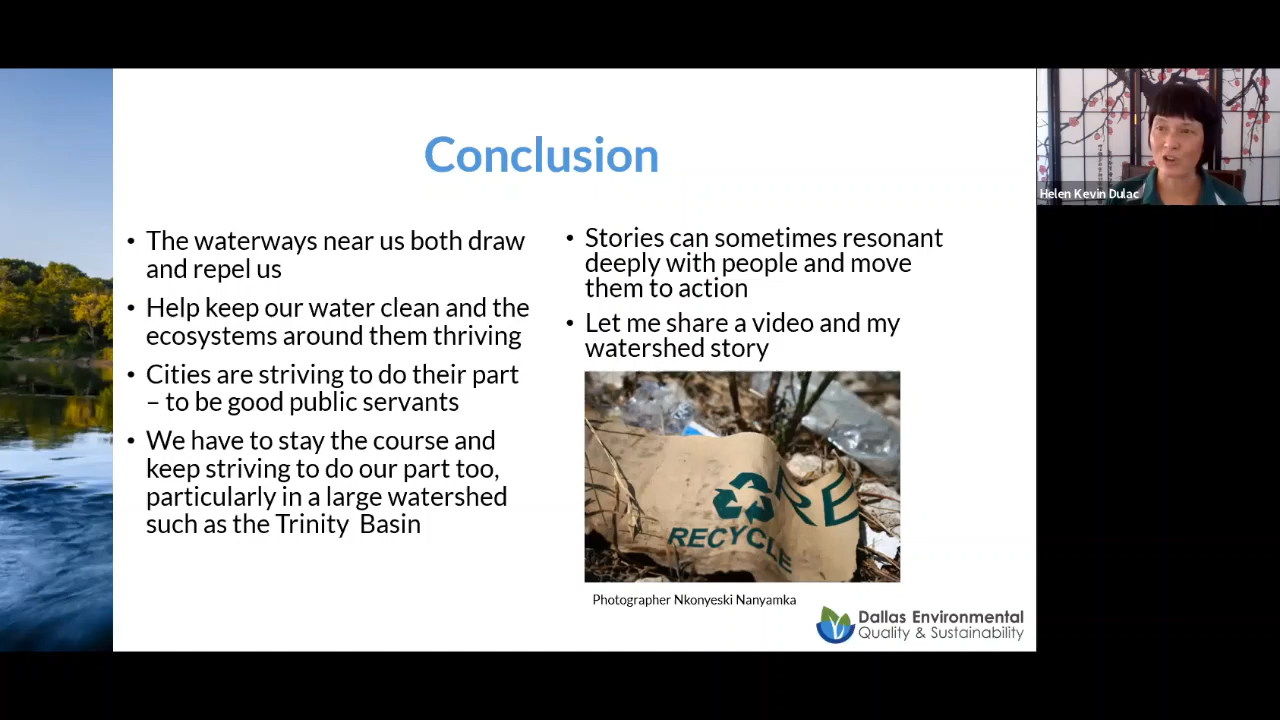 Conclusion
• The waterways near us both draw
and repel us
• Help keep our water clean and the
ecosystems around them thriving
• Cities are striving to do their part
– to be good public servants
• We have to stay the course and
keep striving to do our part too,
particularly in a large watershed
such as the Trinity Basin
• Stories can sometimes resonant
deeply with people and move
them to action
• Let me share a video and my
watershed story
RE
RECYCLE
Photographer Nkonyeski Nanyamka
Dallas Environmental
Quality & Sustainability
Helen Kevin Dulac